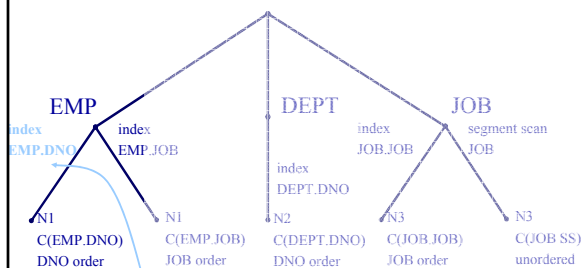 EMP
DEPT
JOB
index
EMP.DNO
index
EMP.JOB
index
JOB.JOB
segment scan
JOB
index
DEPT.DNO
N1
C(EMP.DNO)
DNO order
N1
C(EMP.JOB)
JOB order
N2
C(DEPT.DNO)
DNO order
N3
C(JOB.JOB)
JOB order
N3
C(JOB SS)
unordered